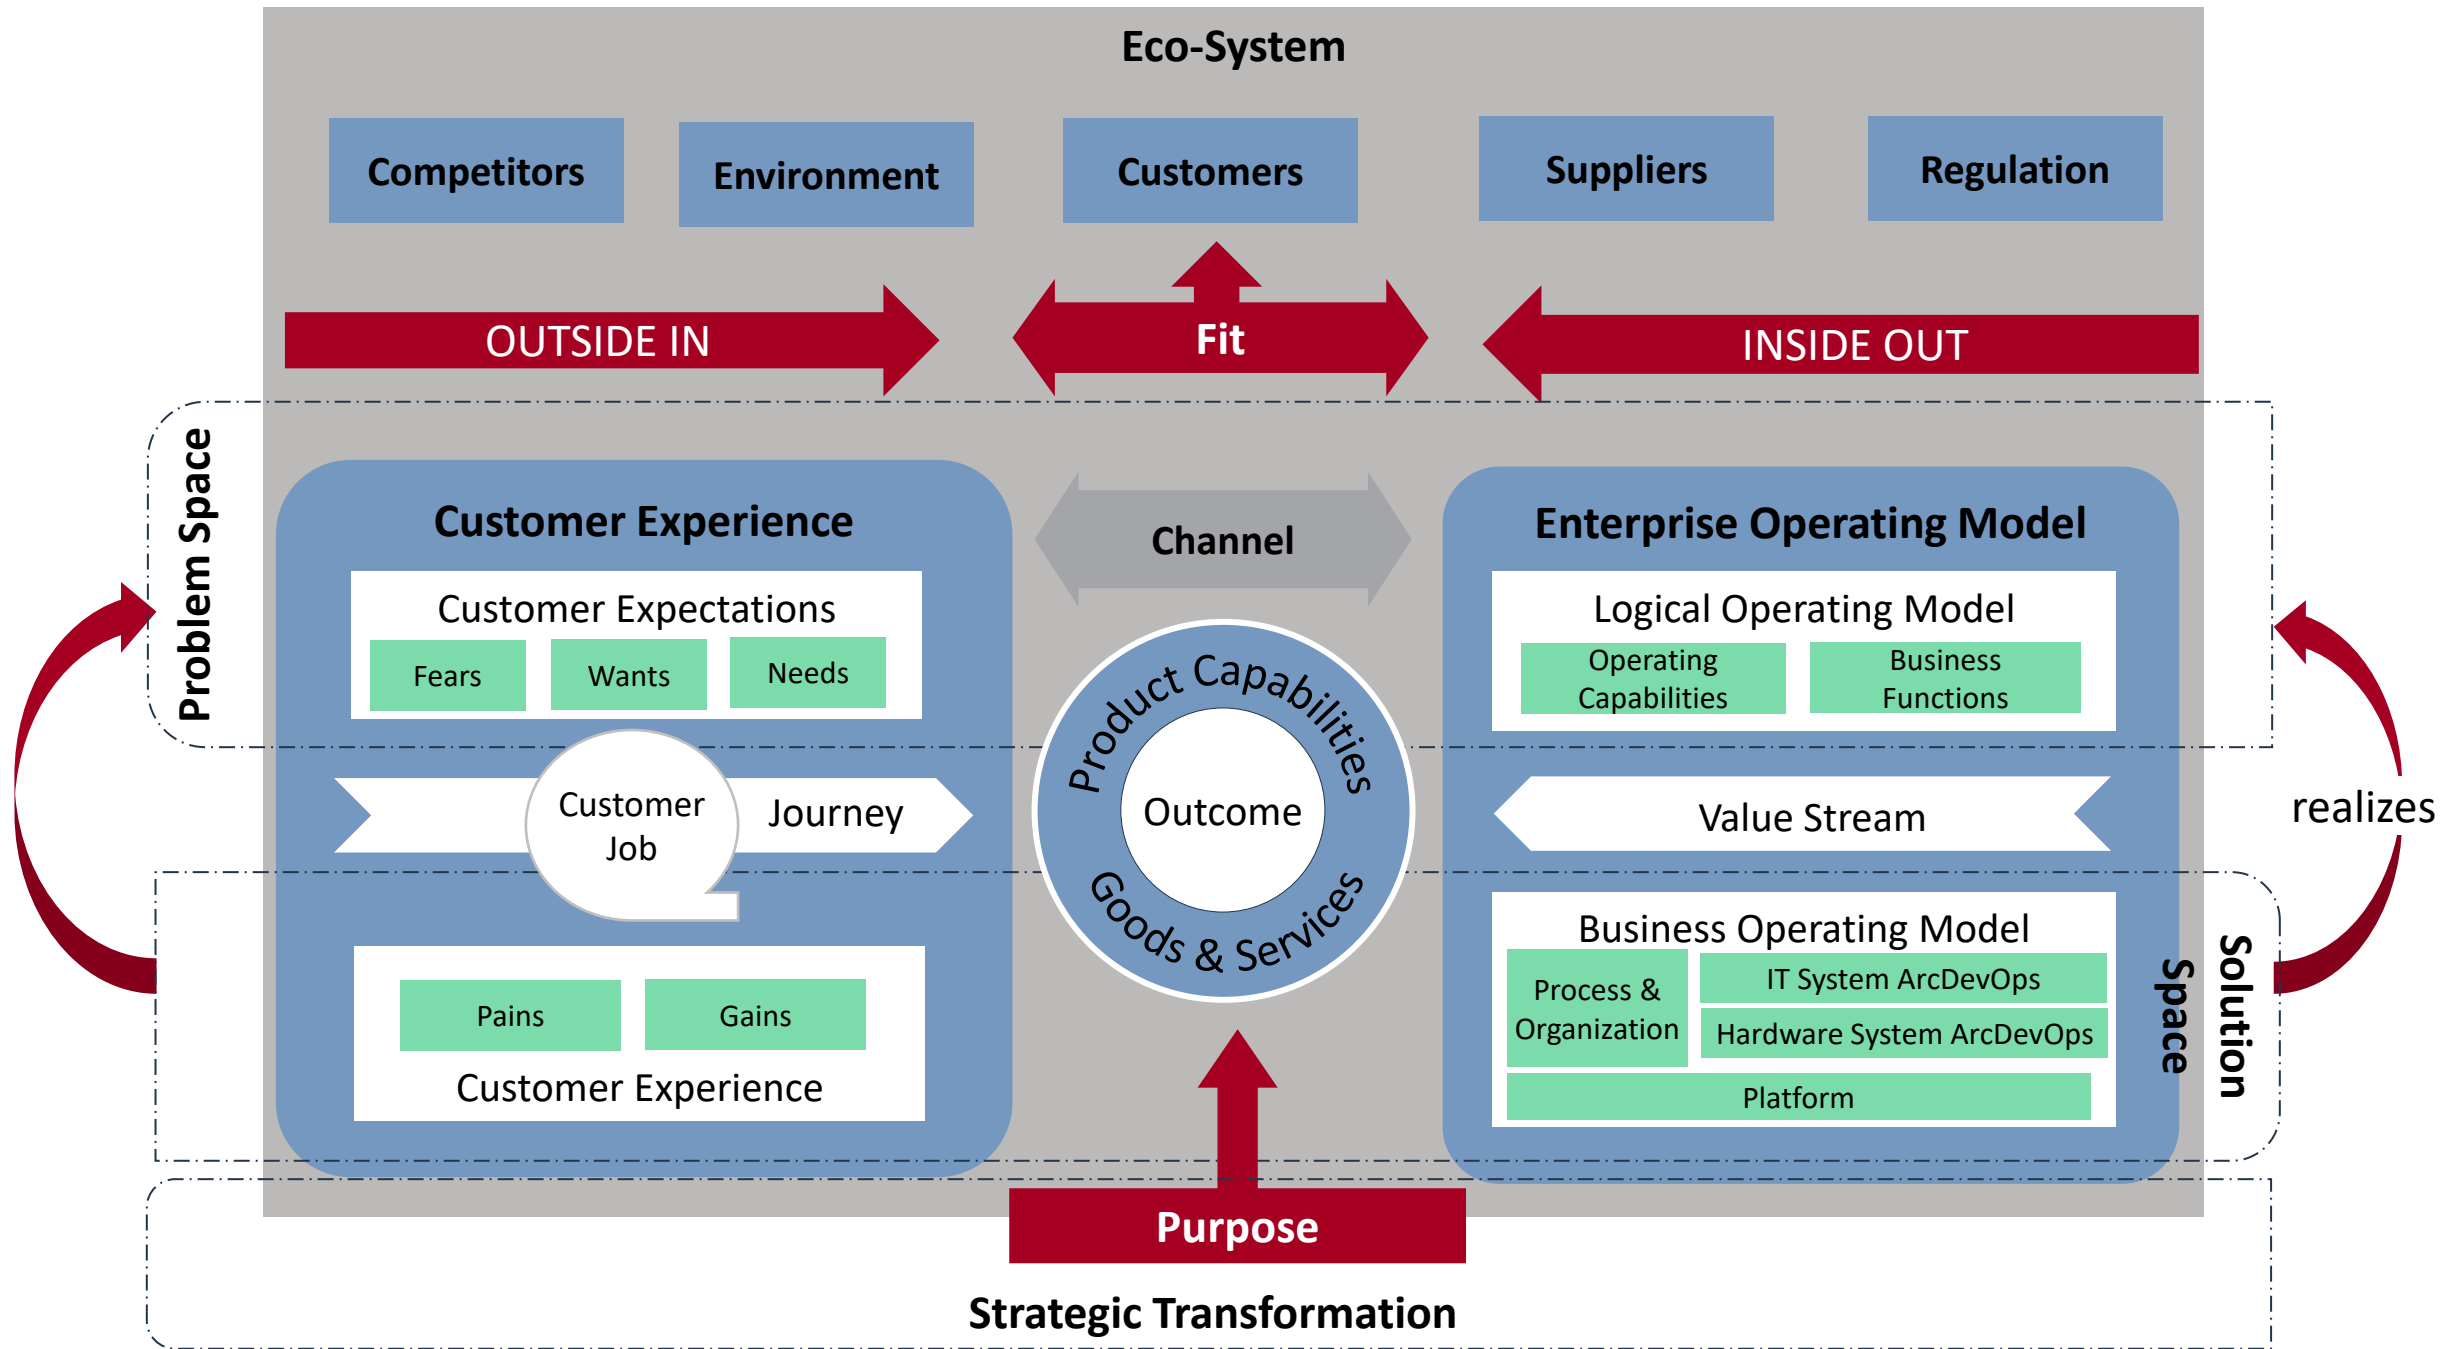 Eco-System
Competitors
Environment
Customers
Suppliers
Regulation
OUTSIDE IN
Fit
INSIDE OUT
Problem Space
Customer Experience
Customer Expectations
Fears
Wants
Needs
Customer
Job
Journey
Pains
Gains
Customer Experience
Channel
Product Capabilities
Outcome
Goods & Services
Enterprise Operating Model
Logical Operating Model
Operating
Capabilities
Business
Functions
Value Stream
Business Operating Model
Process &
Organization
IT System ArcDevOps
Hardware System ArcDevOps
Platform
Solution
Space
realizes
Purpose
Strategic Transformation